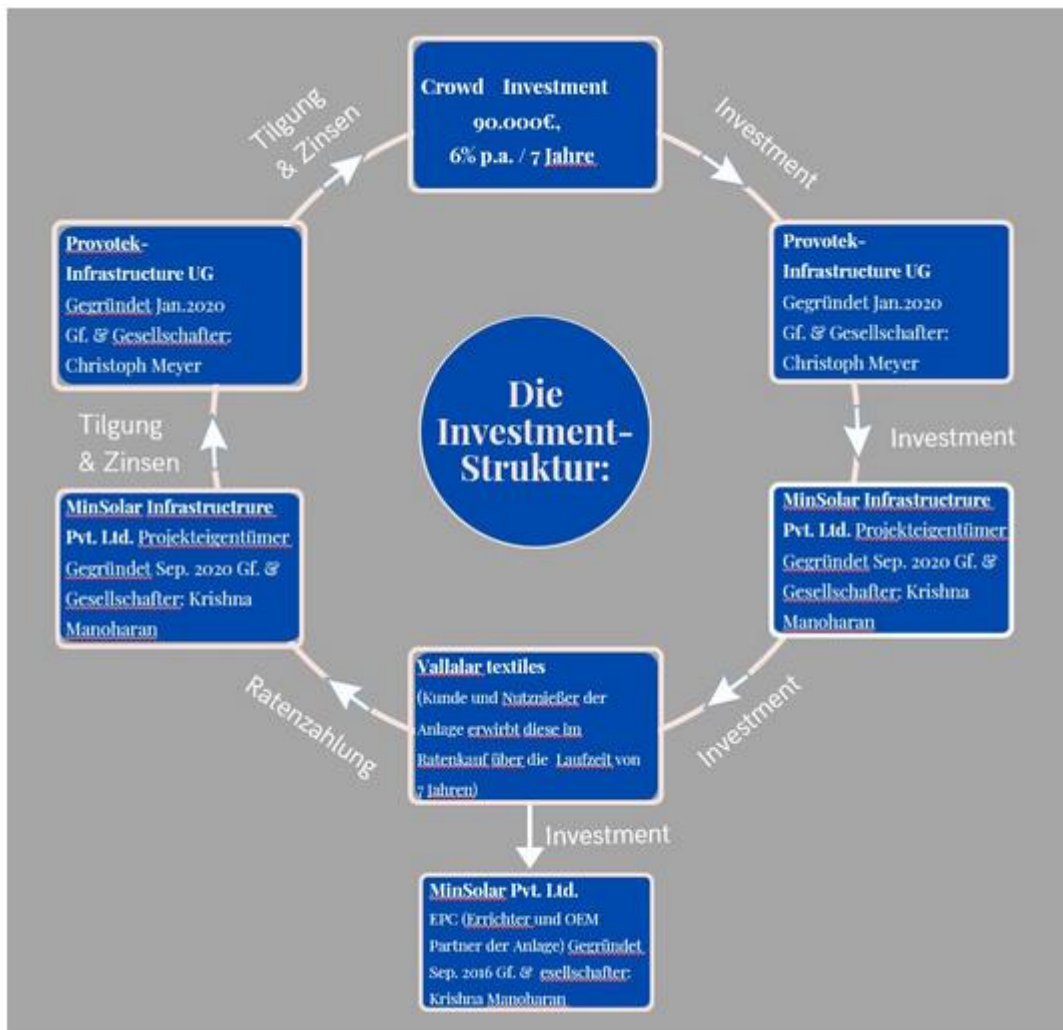 Crowd Investment
90.000€,
6% p.a. / 7 Jahre
Tilgung
& Zinsen
Investment
Provotek-
Infrastructure UG
Gegründet Jan.2020
Gf. & Gesellschafter:
Christoph Meyer
Provotek-
Infrastructure UG
Gegründet Jan.2020
Gf. & Gesellschafter:
Christoph Meyer
Die
Investment-
Struktur:
Tilgung
& Zinsen
Investment
MinSolar Infrastructrure
Pvt. Ltd. Projekteigentümer
Gegründet Sep. 2020 Gf. &
Gesellschafter: Krishna
Manoharan
MinSolar Infrastructrure
Pvt. Ltd. Projekteigentümer
Gegründet Sep. 2020 Gf. &
Gesellschafter: Krishna
Manoharan
Ratenzahlung
Vallalar textiles
(Kunde und Nutznießer der
Anlage erwirbt diese im
Ratenkauf über die Laufzeit von
7 Jahren)
Investment
Investment
MinSolar Pvt. Ltd.
EPC (Errichter und OEM
Partner der Anlage) Gegründet
Sep. 2016 Gf. & esellschafter:
Krishna Manoharan